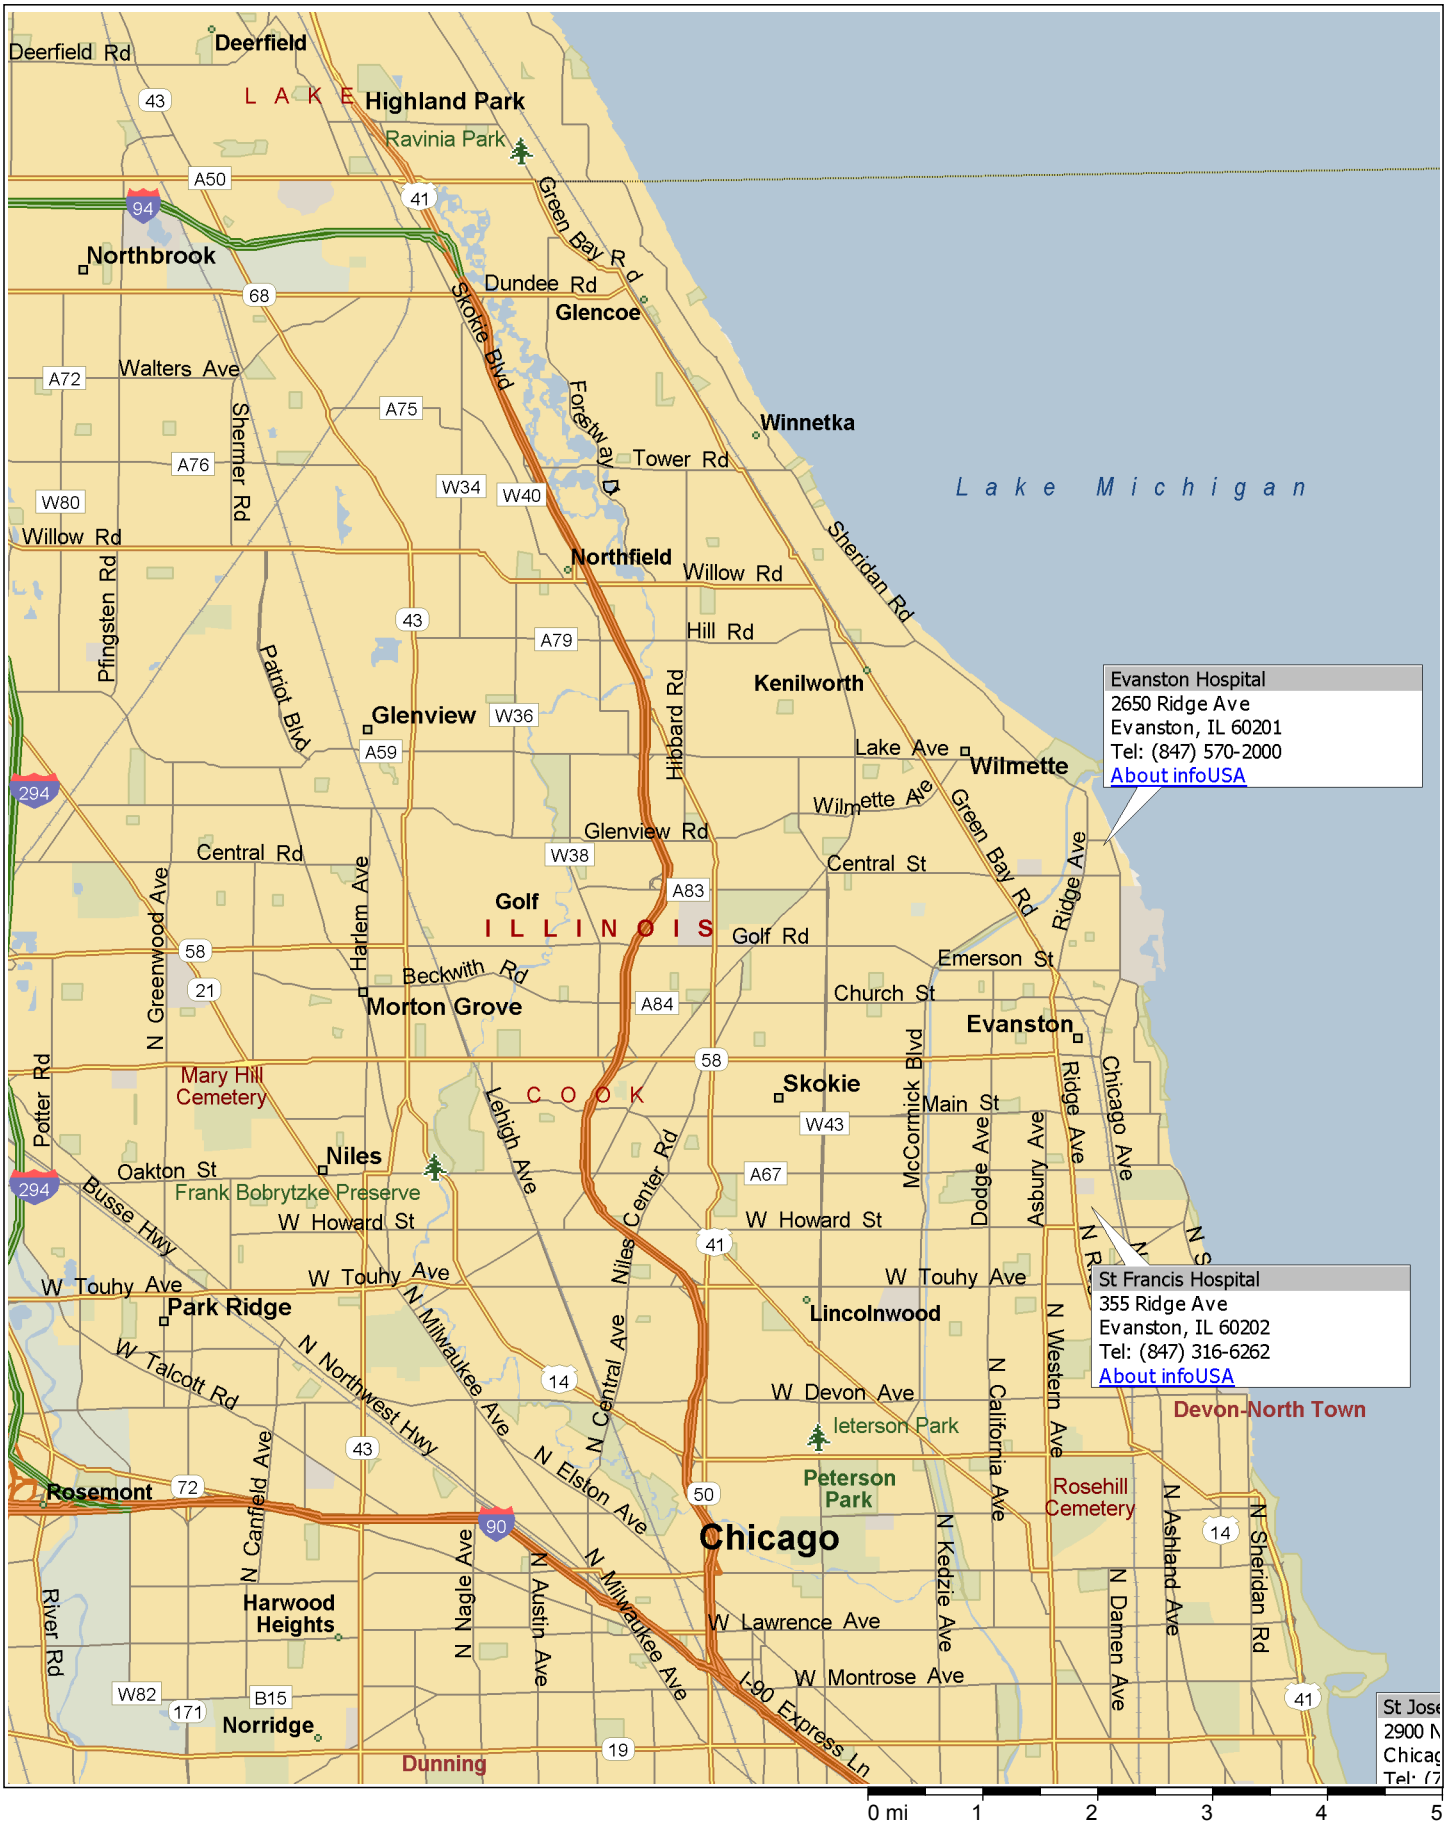 Deerfield
Deerfield Rd
43
L A K E
Highland Park
Ravinia Park
A50
41
94
Green Bay Rd
Northbrook
Dundee Rd
68
Skokie Blvd
Glencoe
Walters Ave
A72
A75
Forestway D
Winnetka
Shermer Rd
Tower Rd
A76
W34
W40
W80
Lake Michigan
Willow Rd
Sheridan Rd
Northfield
Willow Rd
Pfingsten Rd
43
A79
Hill Rd
Patriot Blvd
Kenilworth
Hibbard Rd
Evanston Hospital
2650 Ridge Ave
Evanston, IL 60201
Tel: (847) 570-2000
About infoUSA
Glenview
W36
A59
Lake Ave
Wilmette
294
Wilmette Ave
Green Bay Rd
Glenview Rd
Central Rd
W38
Central St
Ridge Ave
N Greenwood Ave
Harlem Ave
A83
Golf
I L L I N O I S
Golf Rd
58
Emerson St
Beckwith Rd
21
Church St
Morton Grove
A84
Evanston
McCormick Blvd
58
Mary Hill
Cemetery
Potter Rd
Skokie
C O O K
Lehigh Ave
Ridge Ave
Chicago Ave
Main St
W43
Dodge Ave
Asbury Ave
Niles
Oakton St
A67
294
Frank Bobrytzke Preserve
Busse Hwy
W Howard St
Niles Center Rd
W Howard St
41
N Ri
N
N S
W Touhy Ave
W Touhy Ave
W Touhy Ave
St Francis Hospital
355 Ridge Ave
Evanston, IL 60202
Tel: (847) 316-6262
About infoUSA
Park Ridge
Lincolnwood
N Milwaukee Ave
N Northwest Hwy
W Talcott Rd
N Central Ave
N Western Ave
N California Ave
14
W Devon Ave
Devon-North Town
leterson Park
43
N Canfield Ave
N Elston Ave
Peterson
Park
Rosehill
Cemetery
72
Rosemont
50
90
Chicago
N Ashland Ave
14
N Sheridan Rd
N Kedzie Ave
N Nagle Ave
N Austin Ave
N Milwaukee Ave
N Damen Ave
Harwood
Heights
River Rd
W Lawrence Ave
W Montrose Ave
I-90 Express Ln
W82
B15
171
41
Norridge
St Jose
2900 N
Chicag
Tel: (7
19
Dunning
0 mi 1 2 3 4 5